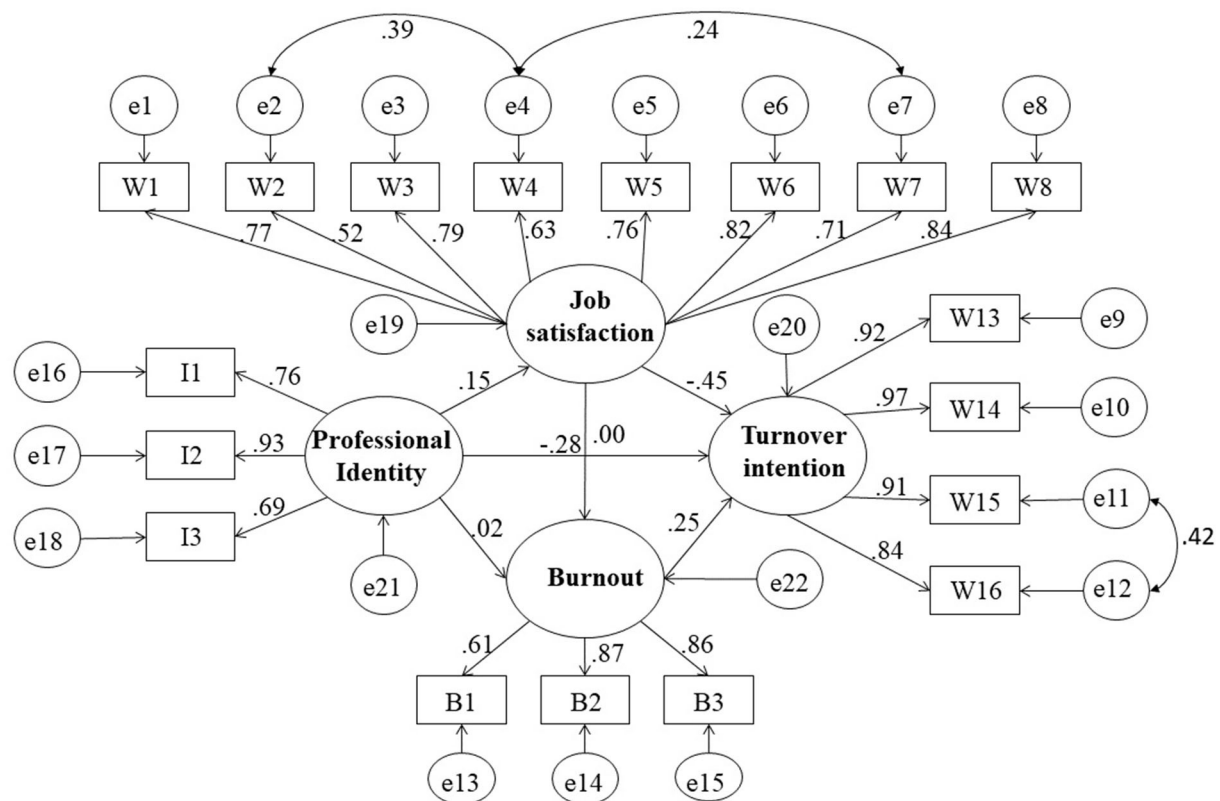 .39
.24
e1 e2 e3 e4 e5 e6 e7 e8
W1 W2 W3 W4 W5 W6 W7 W8
.77 .52 .79 .63 .76 .82 .71 .84
Job
satisfaction
e19
e20
W13
e9
.92
e16
I1
.76
.15
-.45
.97
W14
e10
Professional
Identity
e17
I2
.93
-.28
.00
Turnover
intention
.91
W15
e11
e18
I3
.69
.02
.25
.84
.42
e21
Burnout
e22
W16
e12
.61 .87 .86
B1 B2 B3
e13 e14 e15